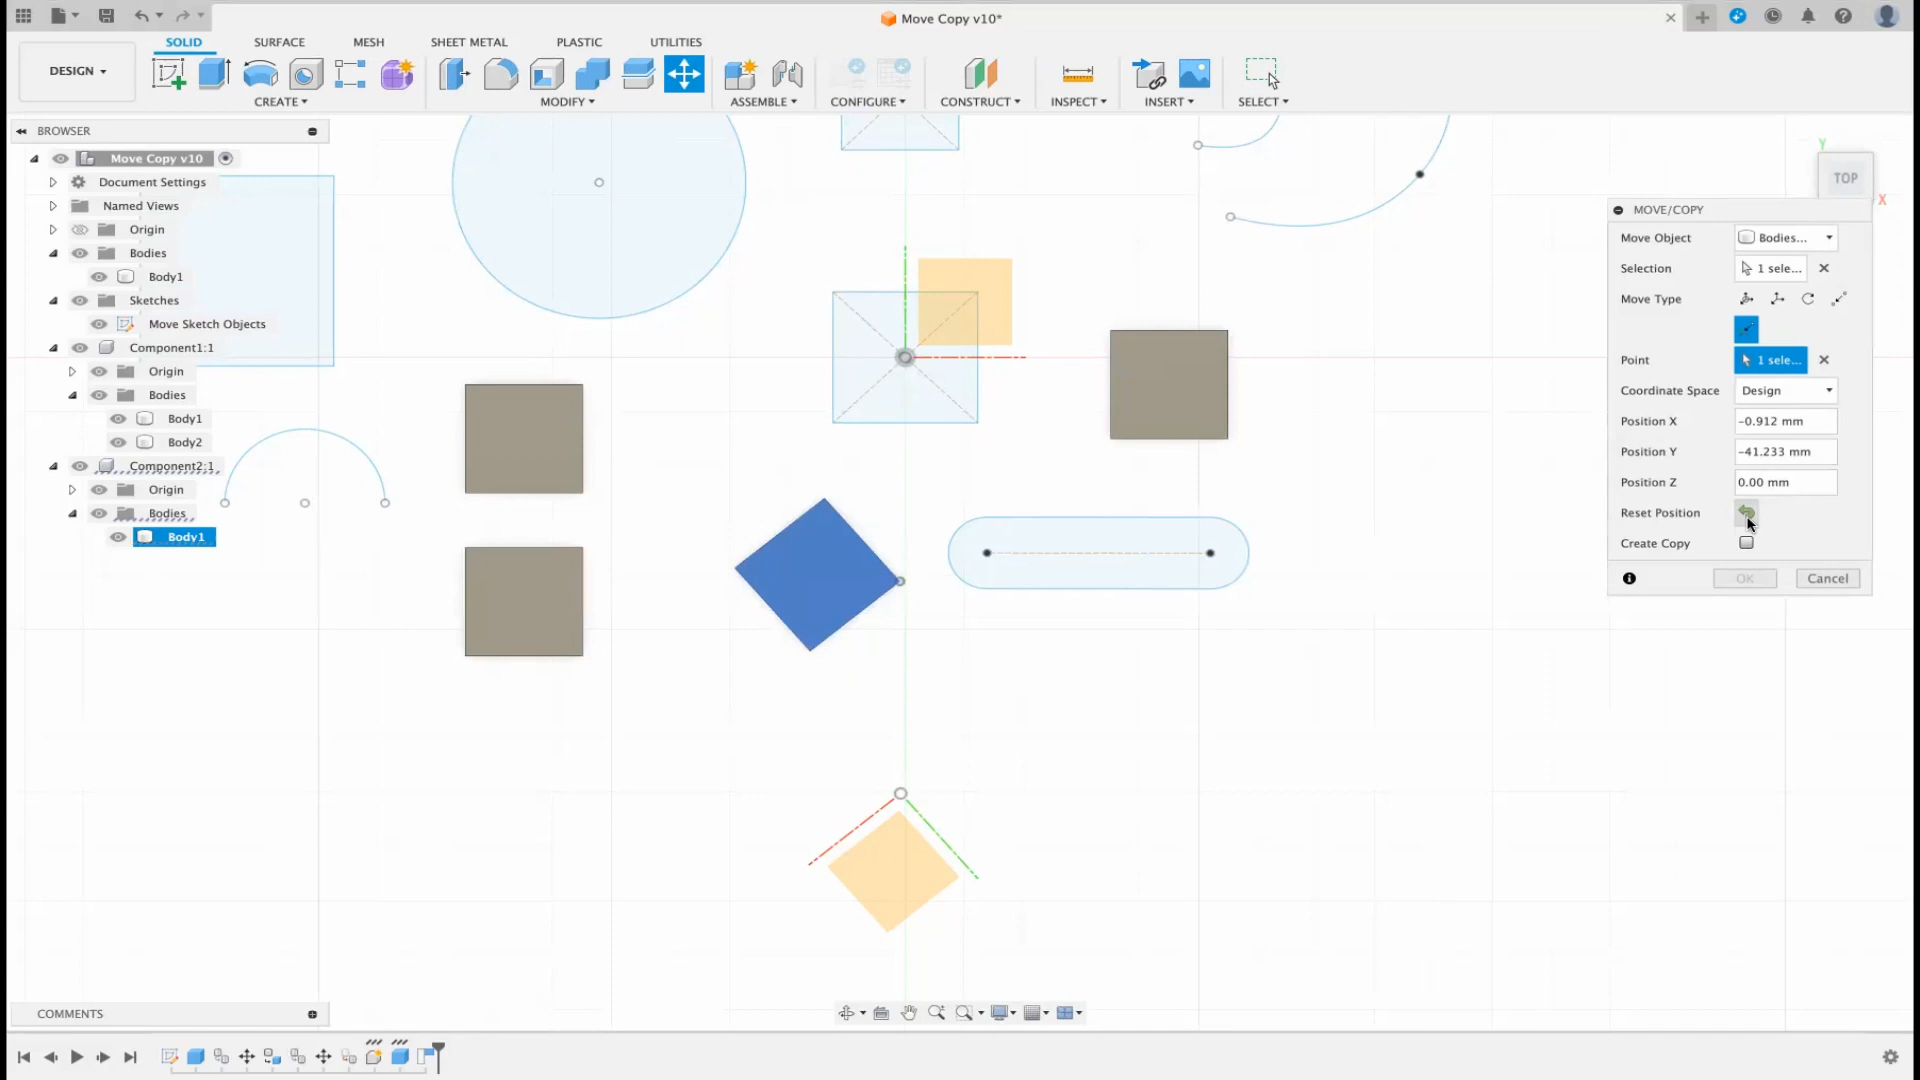 Move Copy v10*
DESIGN
SOLID
SURFACE
MESH
SHEET METAL
PLASTIC
UTILITIES
CREATE
MODIFY
ASSEMBLE
CONFIGURE
CONSTRUCT
INSPECT
INSERT
SELECT
BROWSER
Move Copy v10
Document Settings
Named Views
Origin
Bodies
Body1
Sketches
Move Sketch Objects
Component1:1
Origin
Bodies
Body1
Body2
Component2:1
Origin
Bodies
Body1
Y
TOP
X
MOVE/COPY
Move Object
Bodies...
Selection
1 sele...
Move Type
Point
1 sele...
Coordinate Space
Design
Position X
-0.912 mm
Position Y
-41.233 mm
Position Z
0.00 mm
Reset Position
Create Copy
OK
Cancel
COMMENTS